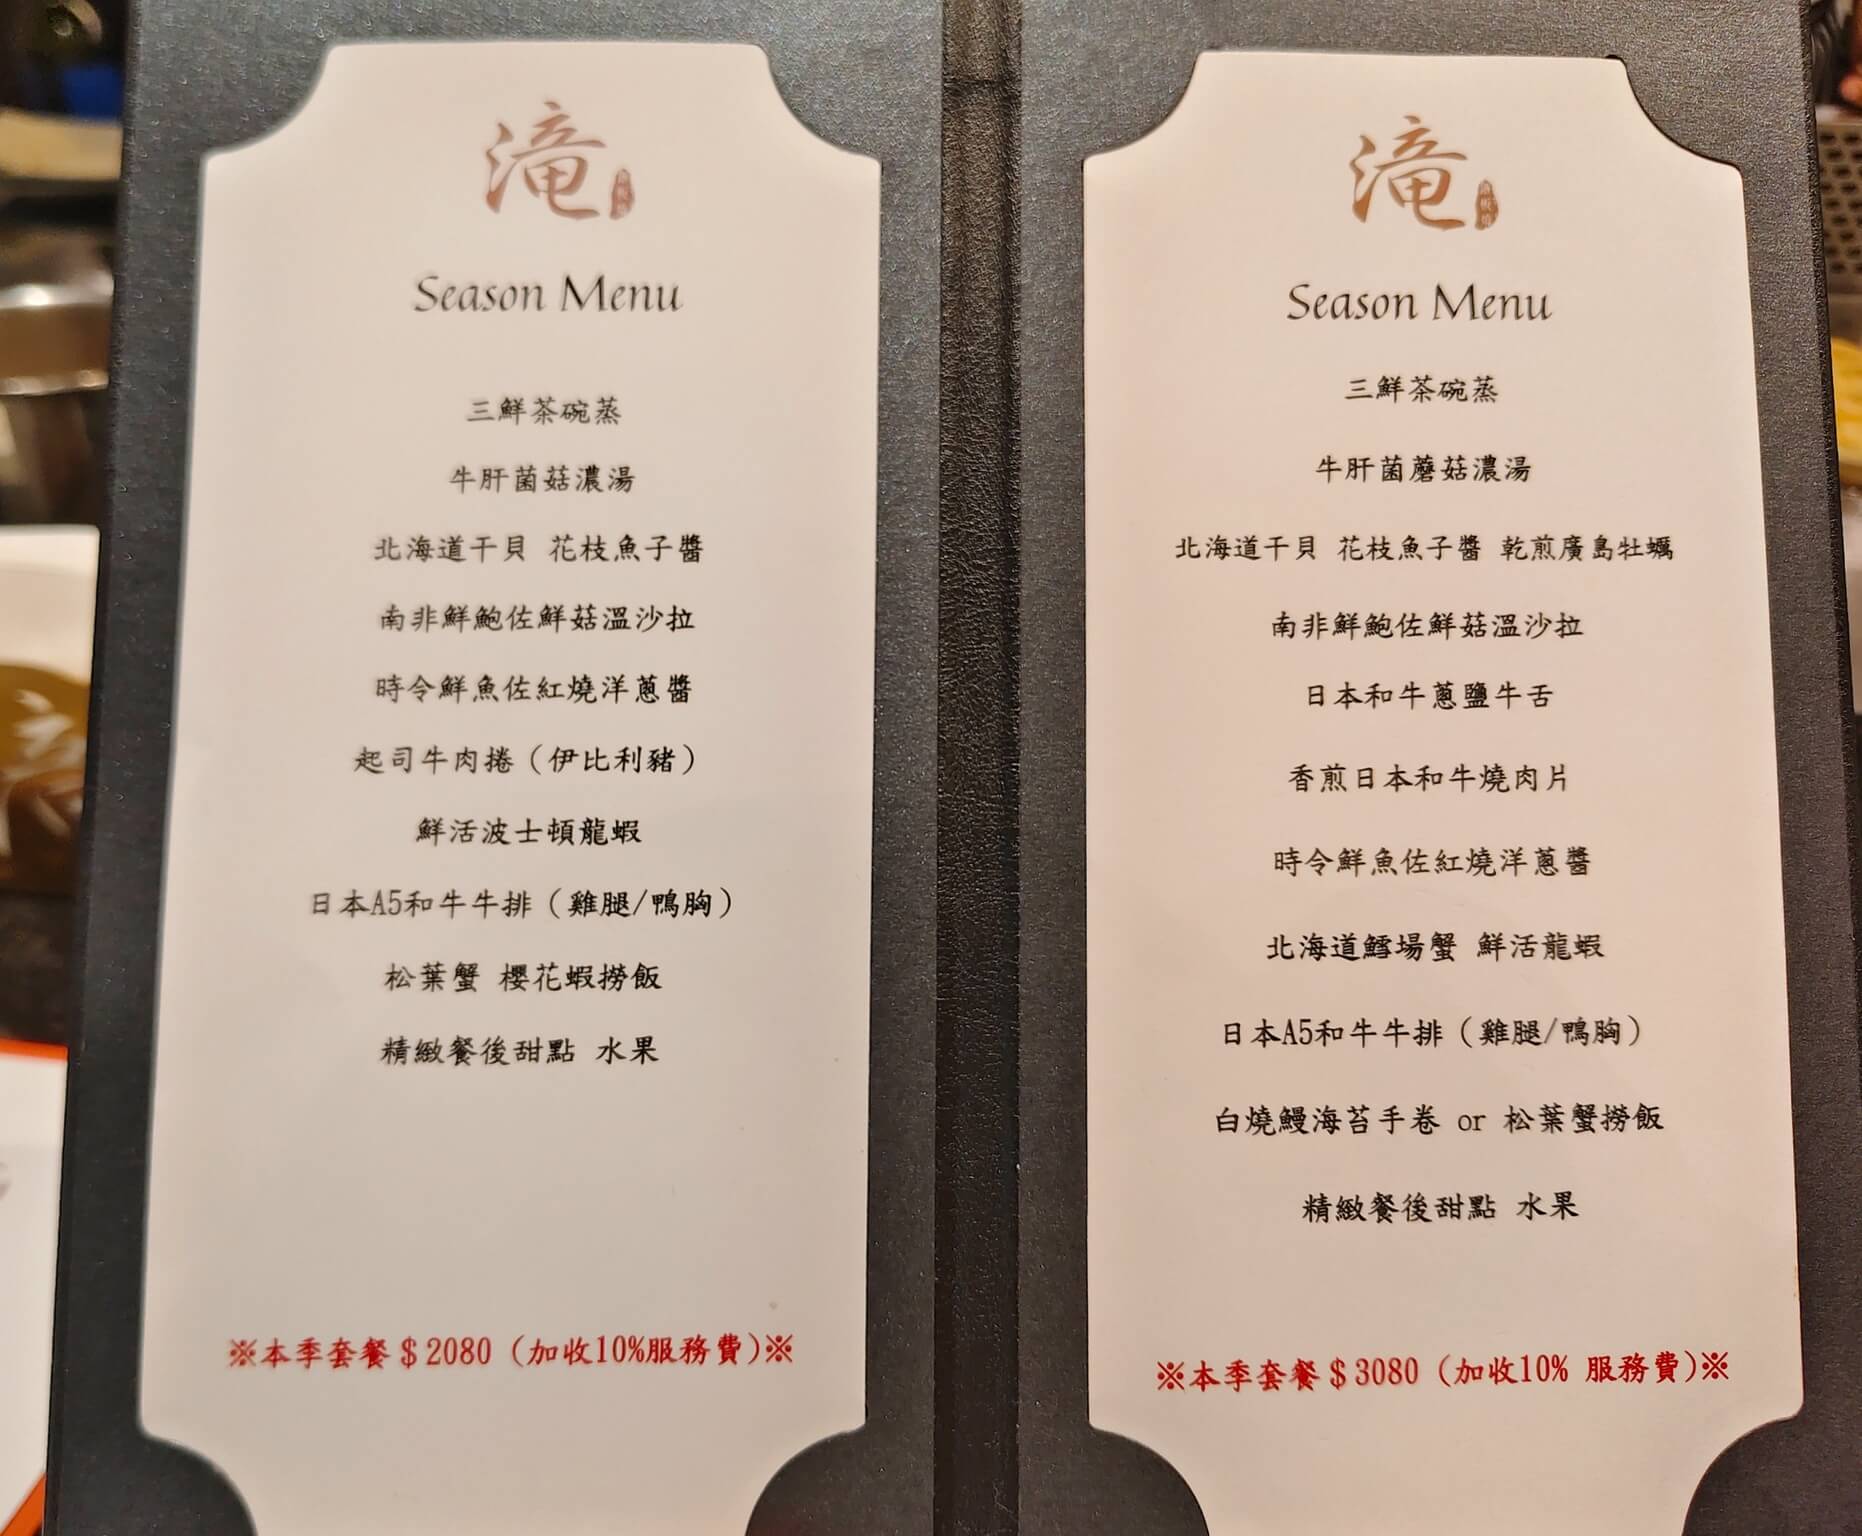 滝
Season Menu
三鮮茶碗蒸
牛肝菌菇濃湯
北海道干貝 花枝魚子醬
南非鮮鮑佐鮮菇溫沙拉
時令鮮魚佐紅燒洋蔥醬
起司牛肉捲（伊比利豬）
鮮活波士頓龍蝦
日本A5和牛牛排（雞腿/鴨胸）
松葉蟹 櫻花蝦撈飯
精緻餐後甜點 水果
※本季套餐＄2080 (加收10%服務費)※
滝
鐵板燒
Season Menu
三鮮茶碗蒸
牛肝菌蘑菇濃湯
北海道干貝 花枝魚子醬 乾煎廣島牡蠣
南非鮮鮑佐鮮菇溫沙拉
日本和牛蔥鹽牛舌
香煎日本和牛燒肉片
時令鮮魚佐紅燒洋蔥醬
北海道鱈場蟹 鮮活龍蝦
日本A5和牛牛排（雞腿/鴨胸）
白燒鰻海苔手卷 or 松葉蟹撈飯
精緻餐後甜點 水果
※本季套餐＄3080 (加收10% 服務費)※